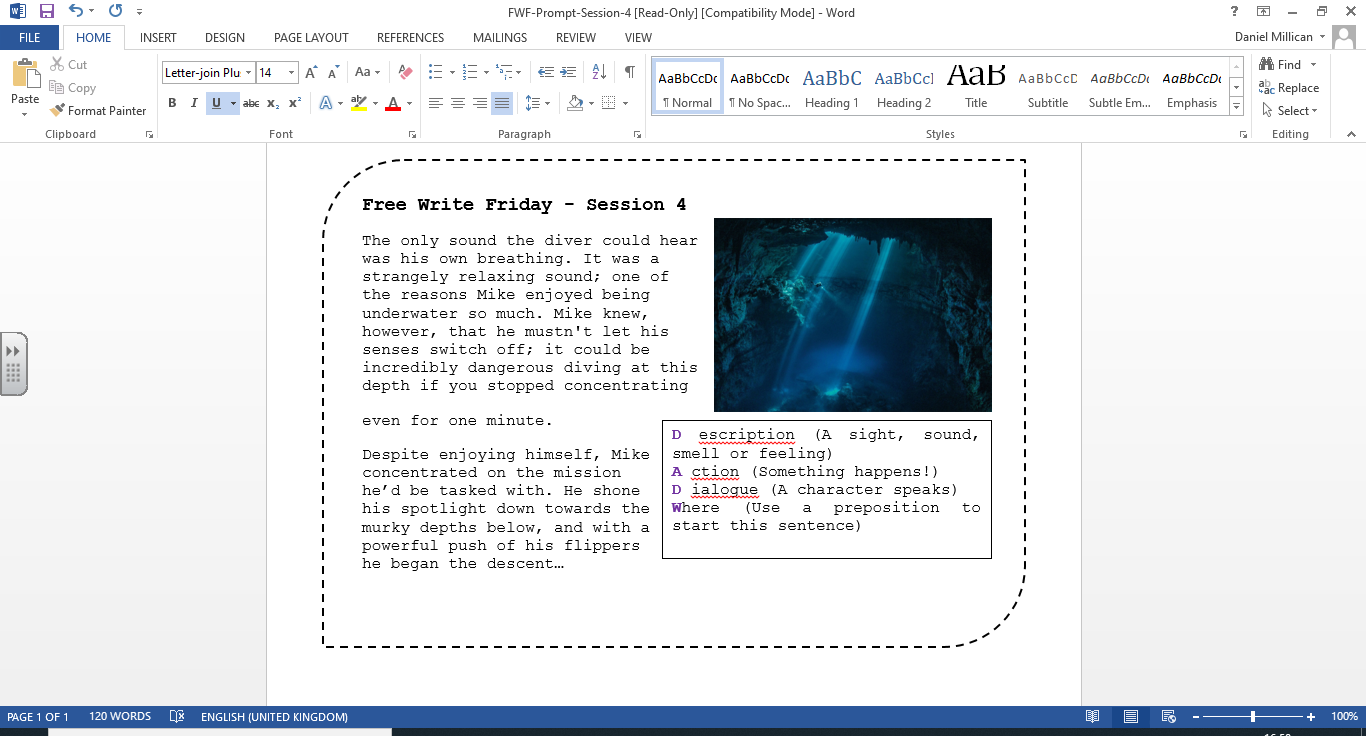 FWF-Prompt-Session-4 [Read-Only] [Compatibility Mode] - Word
FILE HOME INSERT DESIGN PAGE LAYOUT REFERENCES MAILINGS REVIEW VIEW Daniel Millican
Paste
Cut
Copy
Format Painter
Letter-join Plu 14
AaBbCcDc AaBbCcDc AaBbC AaBbCcI AaB AaBbCcD AaBbCcDt AaBbCcDt
¶ Normal ¶ No Spac... Heading 1 Heading 2 Title Subtitle Subtle Em... Emphasis
Find
Replace
Select
Clipboard Font Paragraph Styles Editing
Free Write Friday – Session 4
The only sound the diver could hear
was his own breathing. It was a
strangely relaxing sound; one of
the reasons Mike enjoyed being
underwater so much. Mike knew,
however, that he mustn't let his
senses switch off; it could be
incredibly dangerous diving at this
depth if you stopped concentrating
even for one minute.
Despite enjoying himself, Mike
concentrated on the mission
he’d be tasked with. He shone
his spotlight down towards the
murky depths below, and with a
powerful push of his flippers
he began the descent…
D escription (A sight, sound,
smell or feeling)
A ction (Something happens!)
D ialogue (A character speaks)
Where (Use a preposition to
start this sentence)
PAGE 1 OF 1 120 WORDS ENGLISH (UNITED KINGDOM) 100%